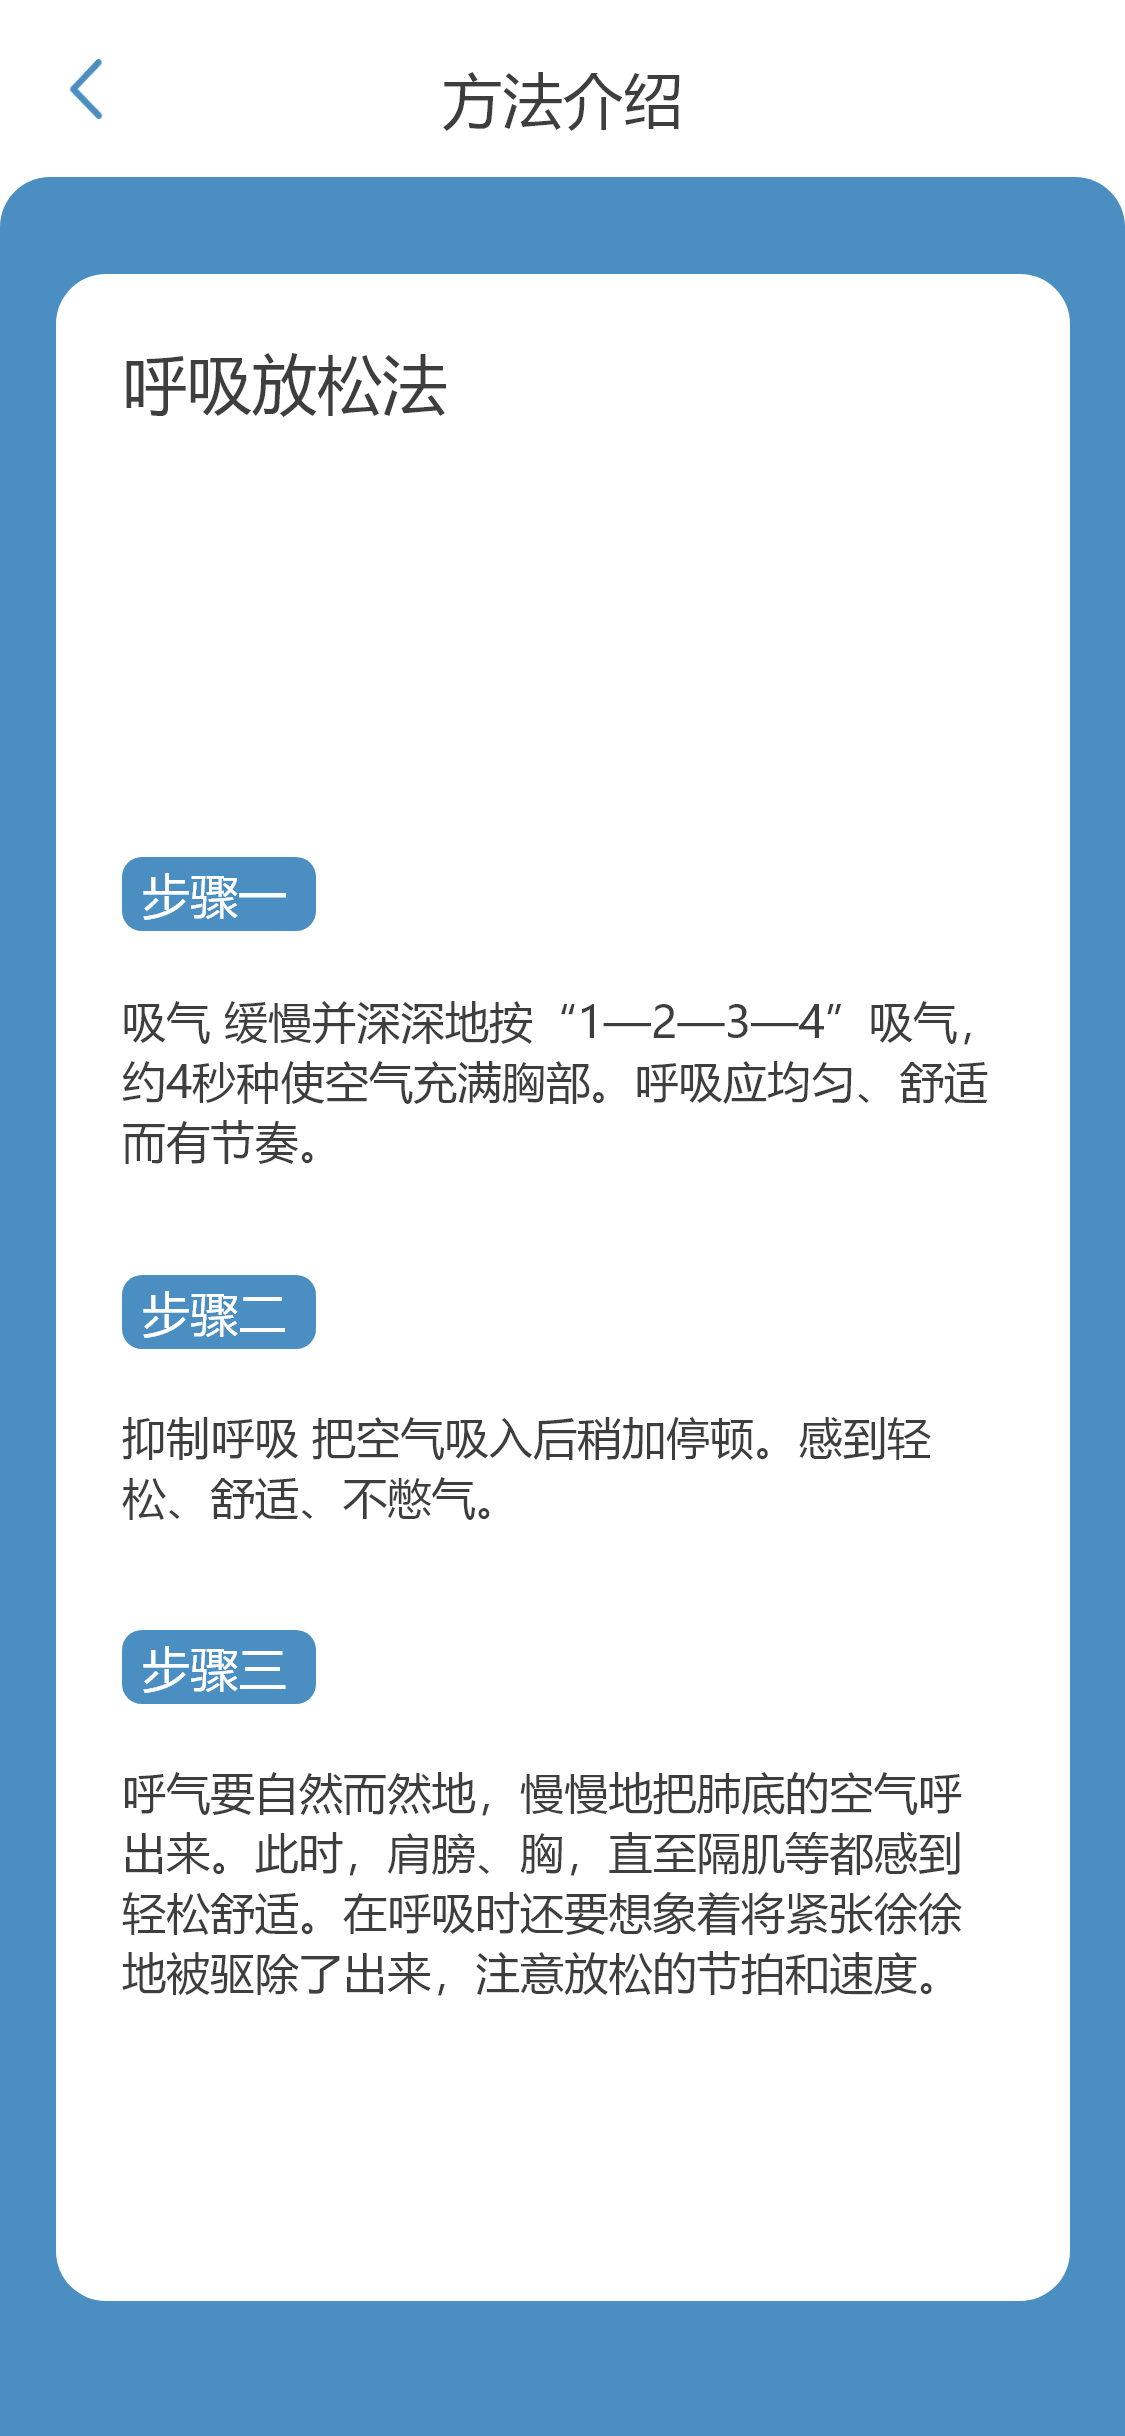 方法介绍
呼吸放松法
步骤一
吸气 缓慢并深深地按“1—2—3—4”吸气，
约4秒种使空气充满胸部。呼吸应均匀、舒适
而有节奏。
步骤二
抑制呼吸 把空气吸入后稍加停顿。感到轻
松、舒适、不憋气。
步骤三
呼气要自然而然地，慢慢地把肺底的空气呼
出来。此时，肩膀、胸，直至隔肌等都感到
轻松舒适。在呼吸时还要想象着将紧张徐徐
地被驱除了出来，注意放松的节拍和速度。